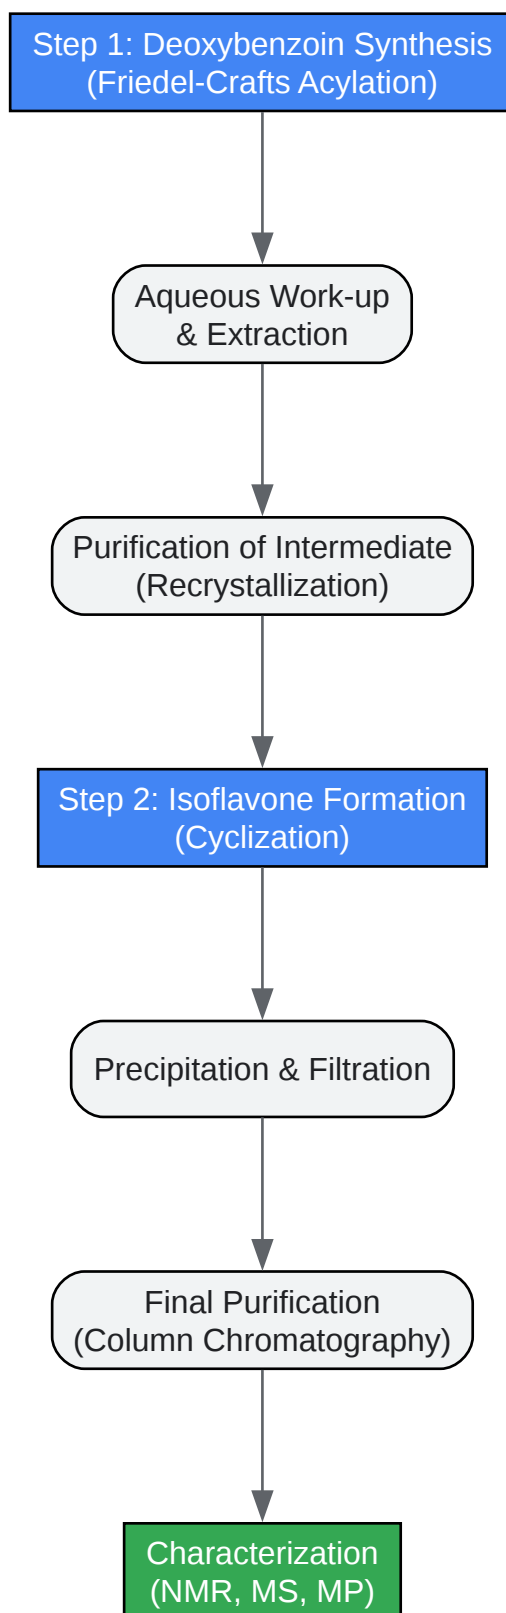 Step 1: Deoxybenzoin Synthesis
(Friedel-Crafts Acylation)
Aqueous Work-up
& Extraction
Purification of Intermediate
(Recrystallization)
Step 2: Isoflavone Formation
(Cyclization)
Precipitation & Filtration
Final Purification
(Column Chromatography)
Characterization
(NMR, MS, MP)